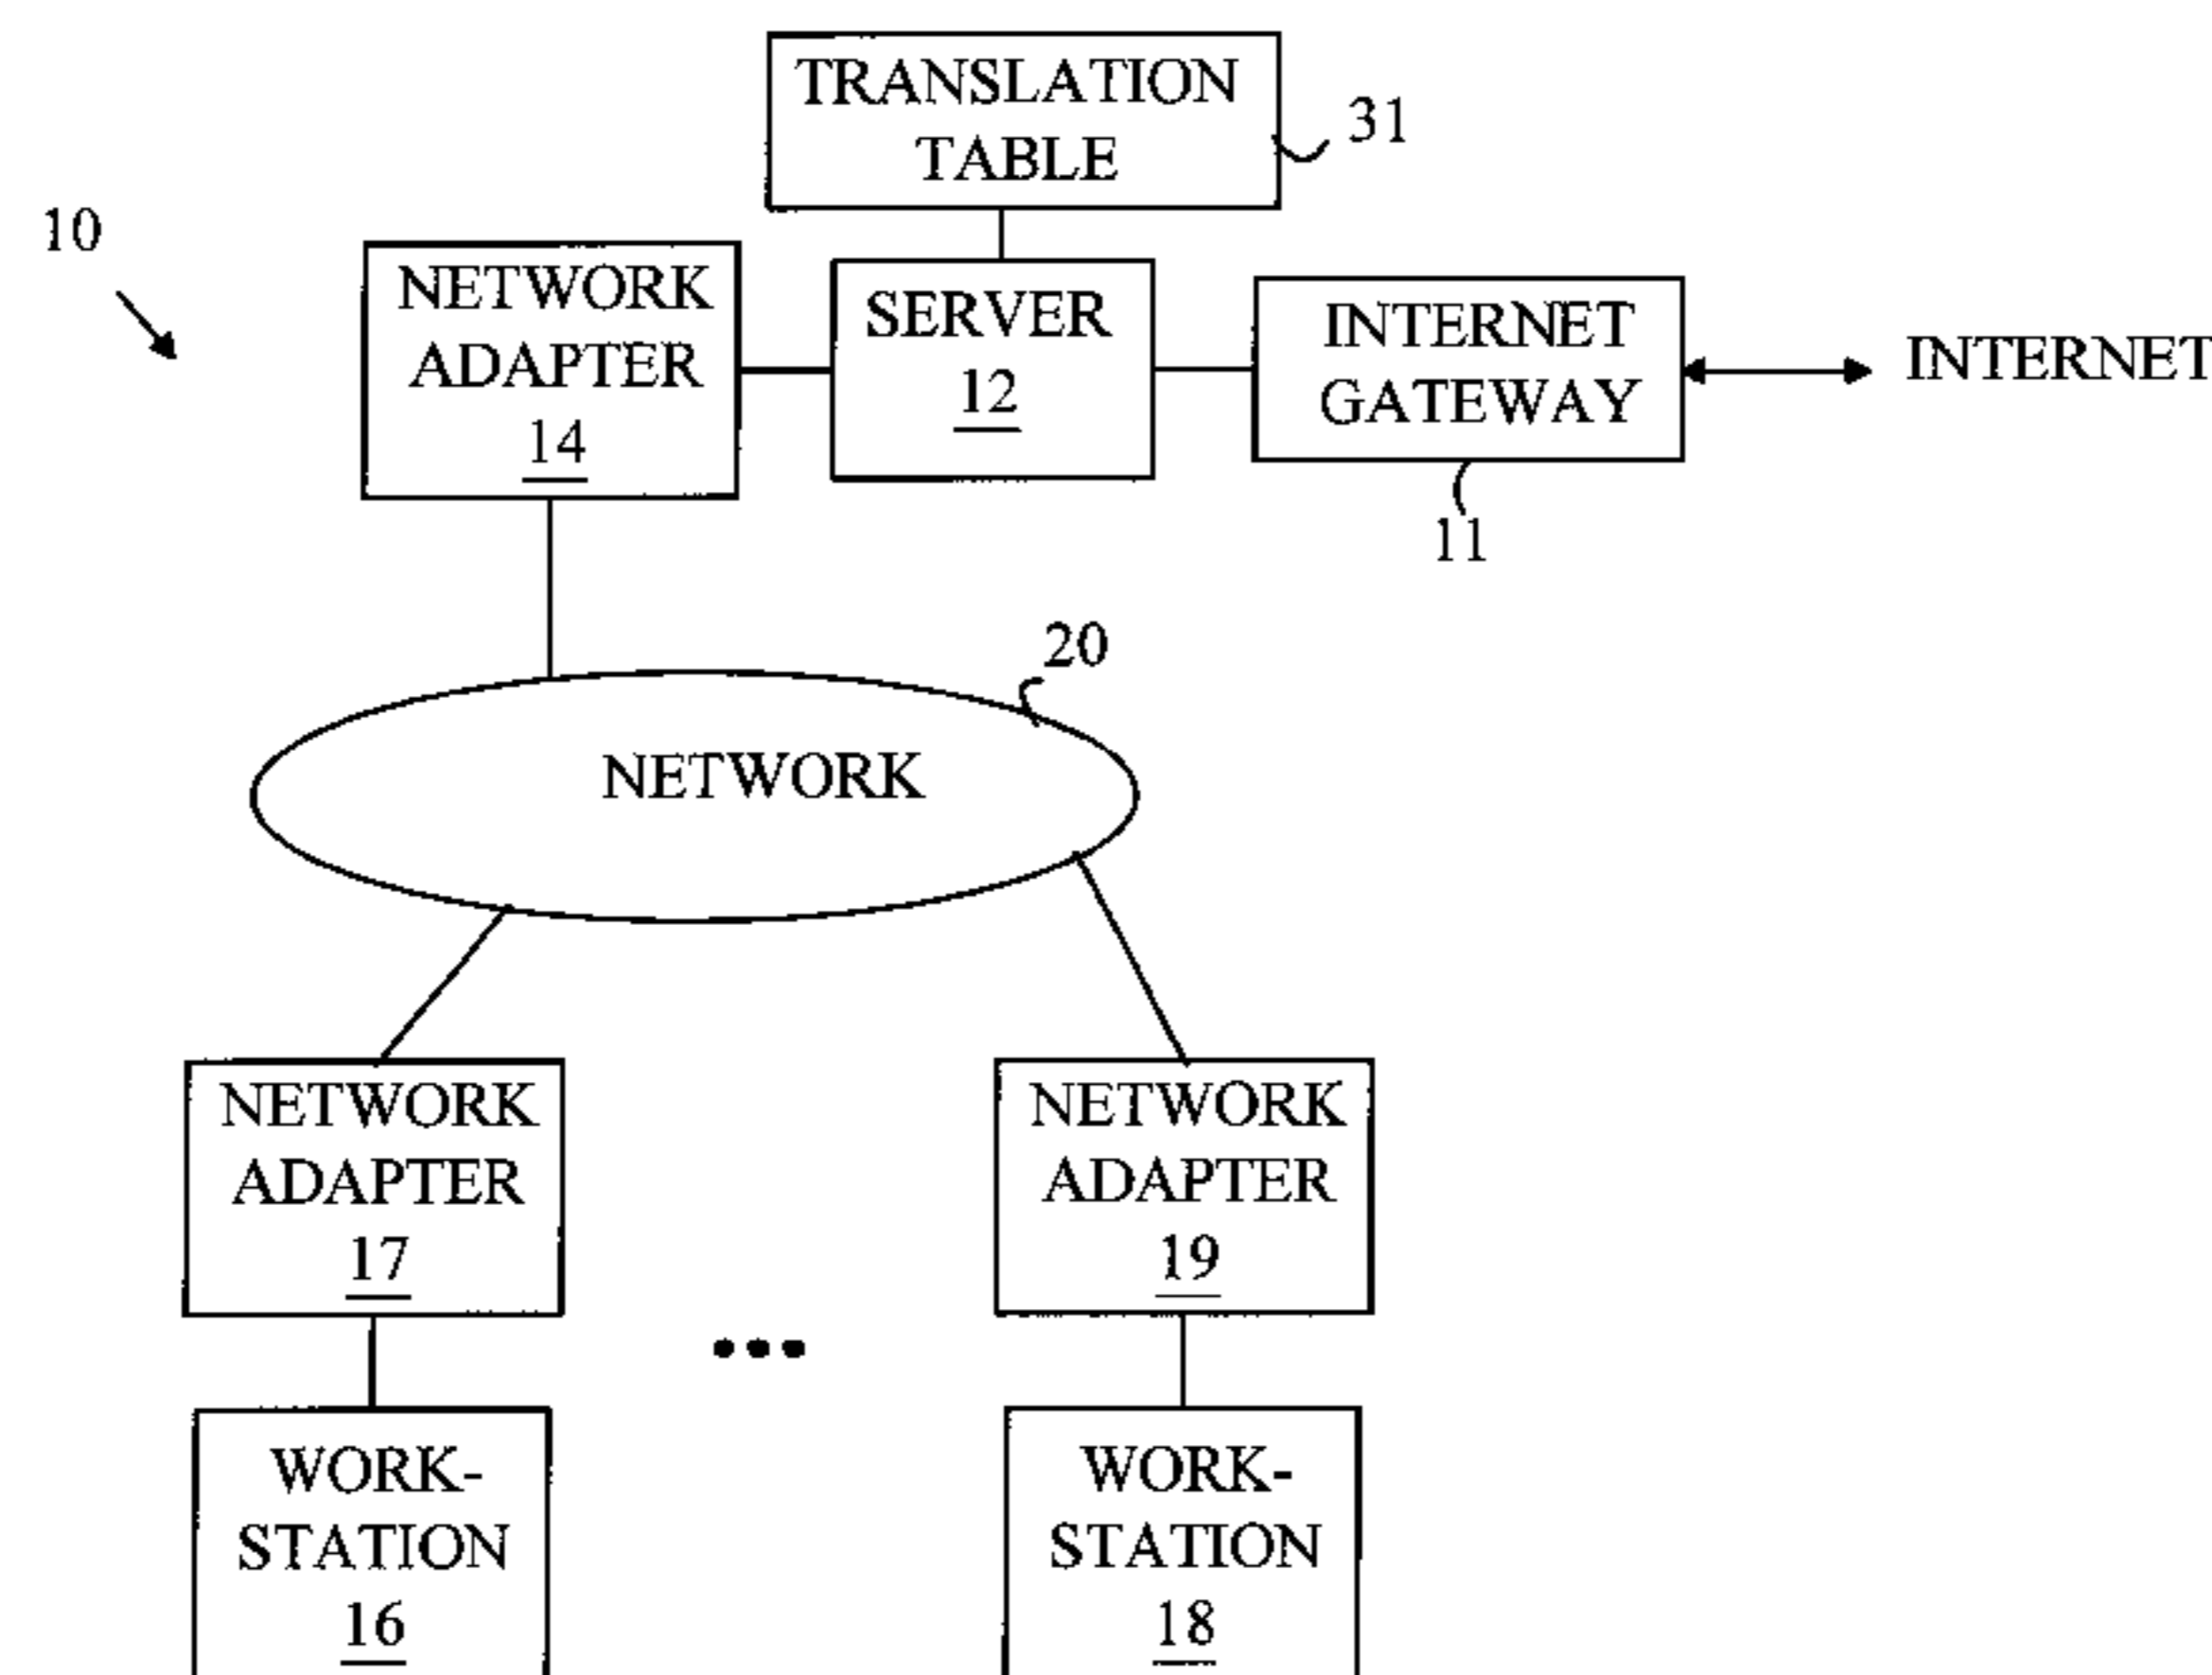 TRANSLATION
TABLE
31
10
NETWORK
ADAPTER
14
SERVER
12
INTERNET
GATEWAY
11
INTERNET
20
NETWORK
NETWORK
ADAPTER
17
NETWORK
ADAPTER
19
WORK-
STATION
16
WORK-
STATION
18